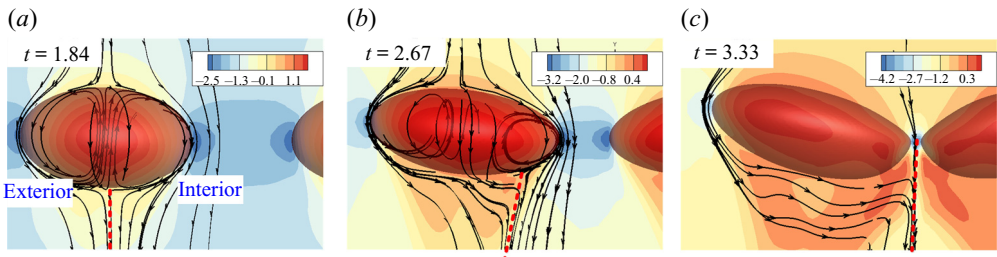 (a)
t = 1.84
-2.5 -1.3 -0.1 1.1
Exterior
Interior
(b)
t = 2.67
-3.2 -2.0 -0.8 0.4
(c)
t = 3.33
-4.2 -2.7 -1.2 0.3